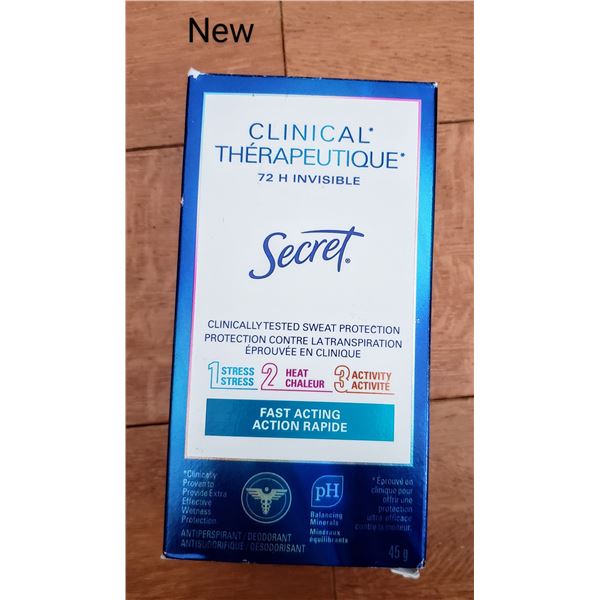 New
CLINICAL*
THÉRAPEUTIQUE*
72 H INVISIBLE
Secret®
CLINICALLY TESTED SWEAT PROTECTION
PROTECTION CONTRE LA TRANSPIRATION
ÉPROUVÉE EN CLINIQUE
1 STRESS
STRESS
2 HEAT
CHALEUR
3 ACTIVITY
ACTIVITÉ
FAST ACTING
ACTION RAPIDE
*Clinically
Proven to
Provide Extra
Effective
Wetness
Protection.
pH
Balancing
Minerals
Minéraux
équilibrants
*Éprouvé en
clinique pour
offrir une
protection
ultra efficace
contre la moiteur.
ANTIPERSPIRANT / DEODORANT
ANTISUDORIFIQUE / DÉSODORISANT
45 g